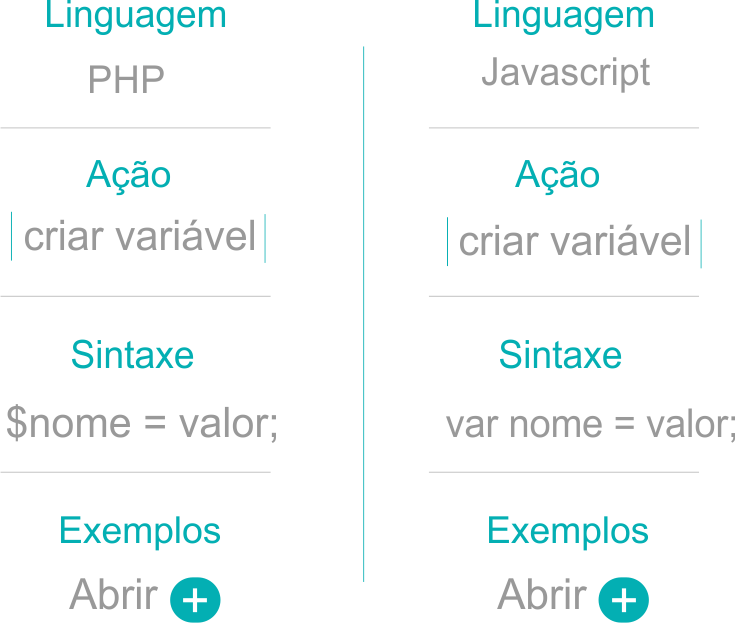 Linguagem
PHP
Ação
criar variável
Sintaxe
$nome = valor;
Exemplos
Abrir +
Linguagem
Javascript
Ação
criar variável
Sintaxe
var nome = valor;
Exemplos
Abrir +